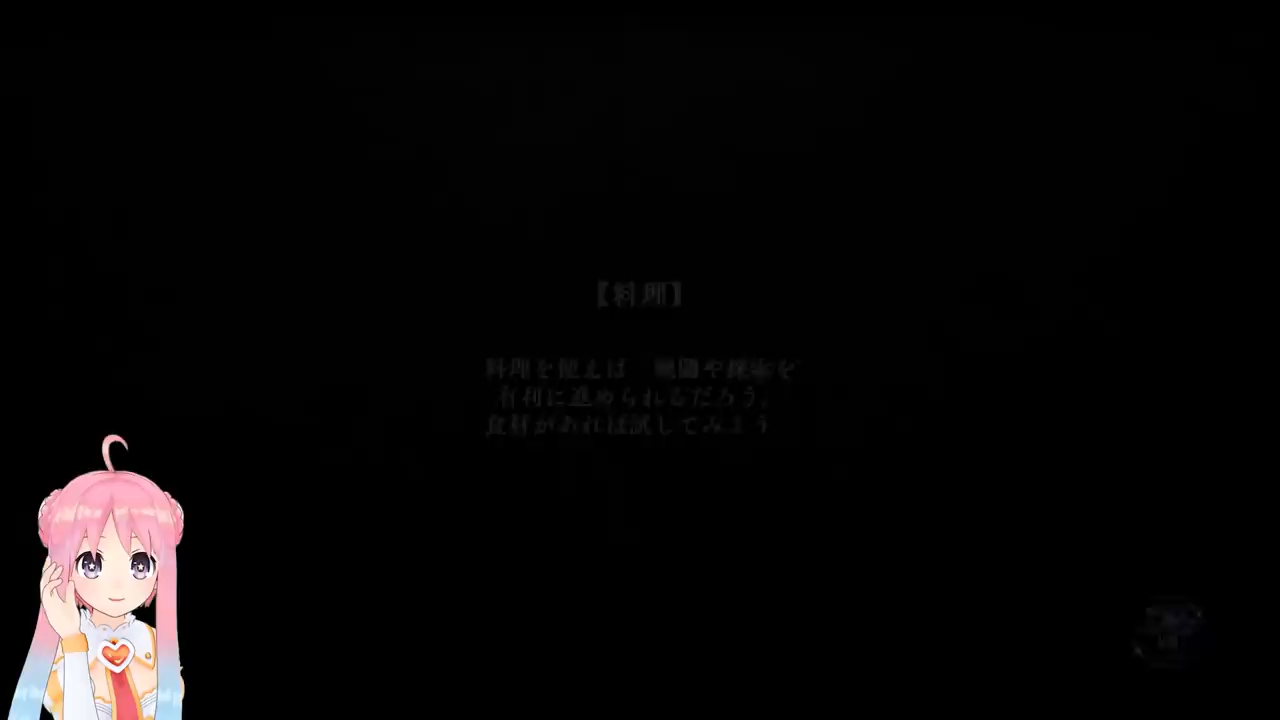 【料理】
料理を使えば 戦闘や探索を
有利に進められるだろう。
食材があれば試してみよう